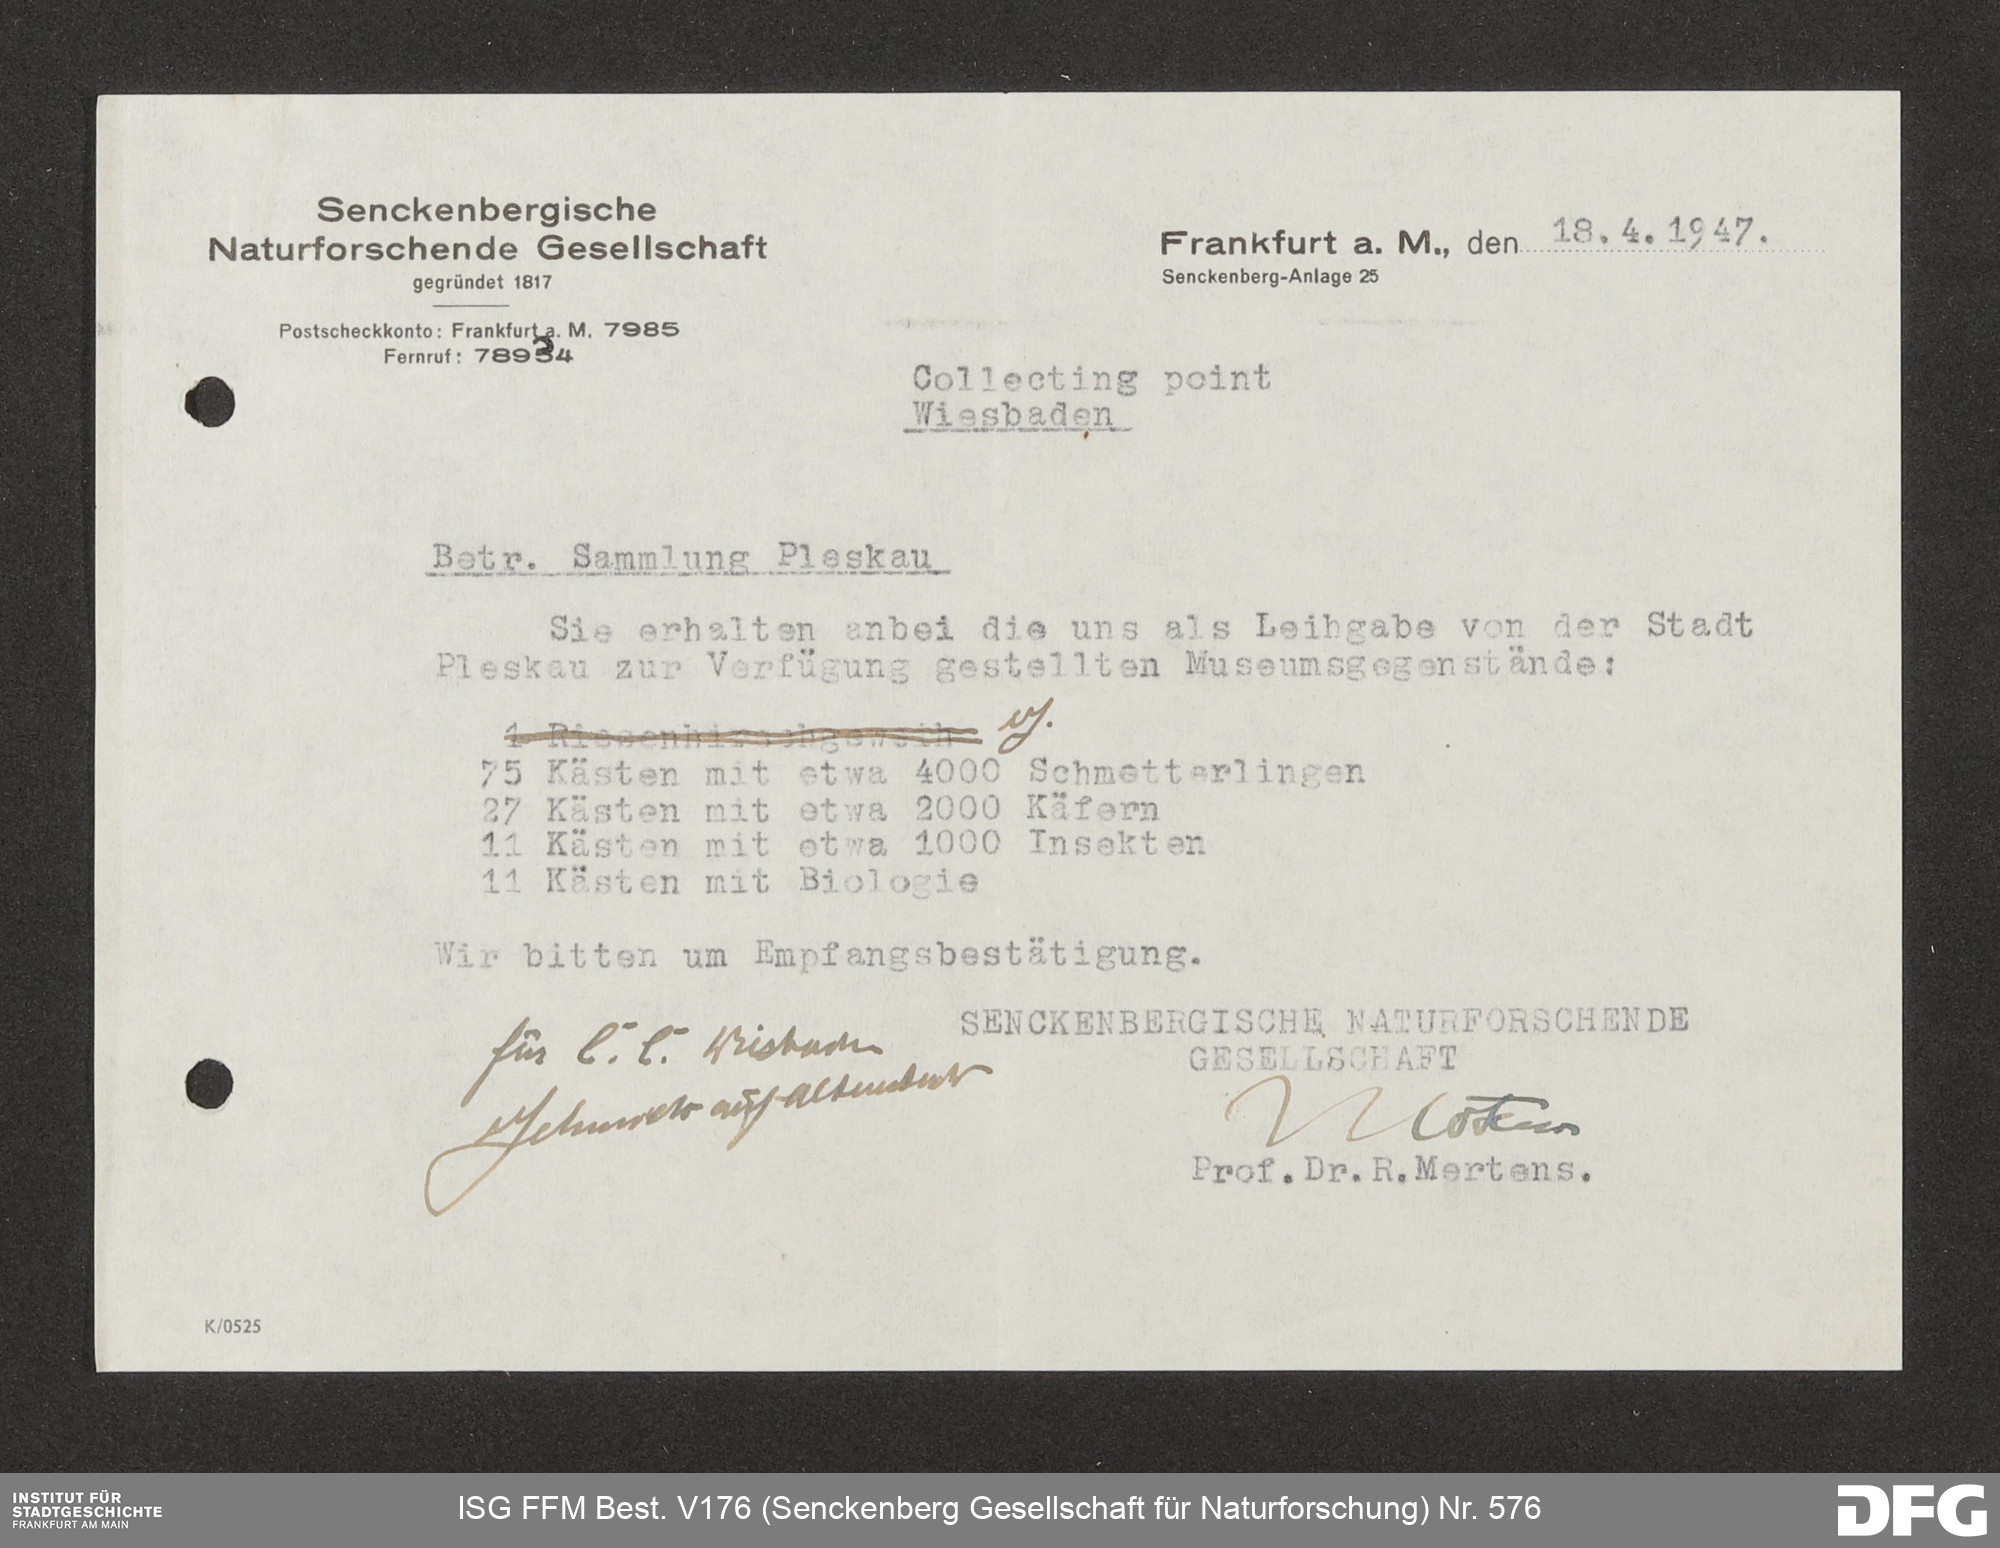 Senckenbergische
Naturforschende Gesellschaft
gegründet 1817
Postscheckkonto: Frankfurt a. M. 7985
Fernruf: 78934
Frankfurt a. M., den 18.4.1947.
Senckenberg-Anlage 25
Collecting point
Wiesbaden
Betr. Sammlung Pleskau
Sie erhalten anbei die uns als Leihgabe von der Stadt
Pleskau zur Verfügung gestellten Museumsgegenstände:
1 Riesenhirschgeweih
75 Kästen mit etwa 4000 Schmetterlingen
27 Kästen mit etwa 2000 Käfern
11 Kästen mit etwa 1000 Insekten
11 Kästen mit Biologie
Wir bitten um Empfangsbestätigung.
SENCKENBERGISCHE NATURFORSCHENDE
GESELLSCHAFT
für C. C. Wiesbaden
Prof.Dr.R.Mertens.
K/0525
INSTITUT FÜR
STADTGESCHICHTE
FRANKFURT AM MAIN
ISG FFM Best. V176 (Senckenberg Gesellschaft für Naturforschung) Nr. 576
DFG